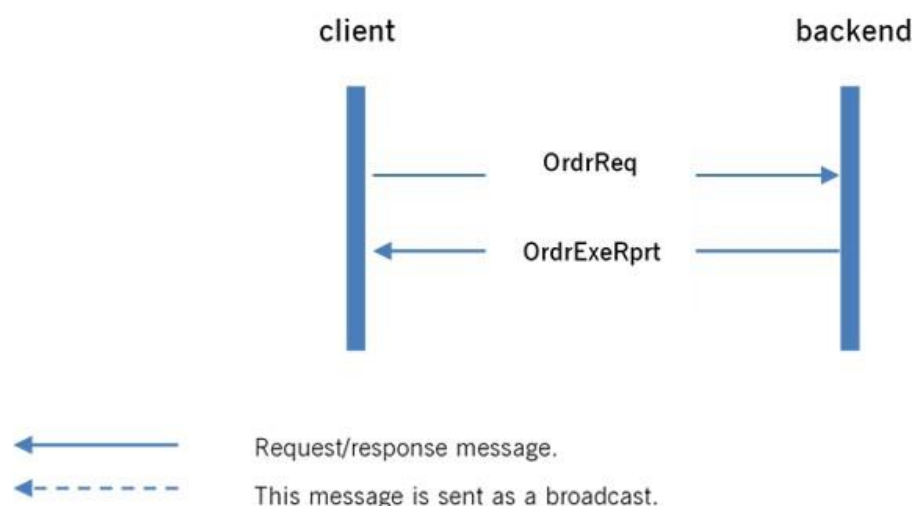 client backend
OrdrReq
OrdrExeRprt
Request/response message.
This message is sent as a broadcast.